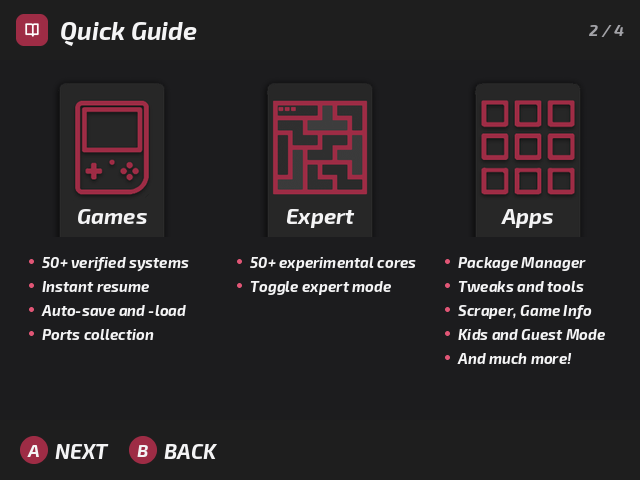 Quick Guide
2 / 4
Games
• 50+ verified systems
• Instant resume
• Auto-save and -load
• Ports collection
Expert
• 50+ experimental cores
• Toggle expert mode
Apps
• Package Manager
• Tweaks and tools
• Scraper, Game Info
• Kids and Guest Mode
• And much more!
A NEXT
B BACK